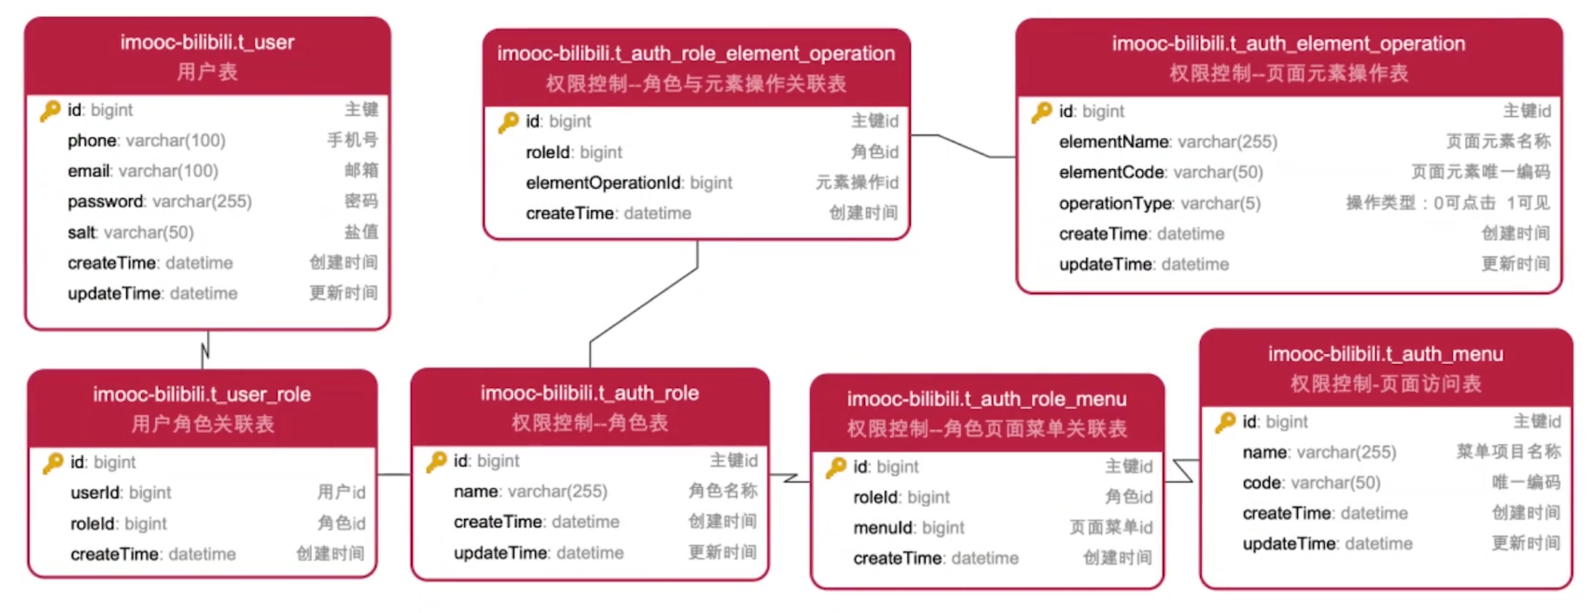 imooc-bilibili.t_user
用户表
id: bigint 主键
phone: varchar(100) 手机号
email: varchar(100) 邮箱
password: varchar(255) 密码
salt: varchar(50) 盐值
createTime: datetime 创建时间
updateTime: datetime 更新时间
imooc-bilibili.t_auth_role_element_operation
权限控制--角色与元素操作关联表
id: bigint 主键id
roleId: bigint 角色id
elementOperationId: bigint 元素操作id
createTime: datetime 创建时间
imooc-bilibili.t_auth_element_operation
权限控制--页面元素操作表
id: bigint 主键id
elementName: varchar(255) 页面元素名称
elementCode: varchar(50) 页面元素唯一编码
operationType: varchar(5) 操作类型：0可点击 1可见
createTime: datetime 创建时间
updateTime: datetime 更新时间
imooc-bilibili.t_user_role
用户角色关联表
id: bigint
userId: bigint 用户id
roleId: bigint 角色id
createTime: datetime 创建时间
imooc-bilibili.t_auth_role
权限控制--角色表
id: bigint 主键id
name: varchar(255) 角色名称
createTime: datetime 创建时间
updateTime: datetime 更新时间
imooc-bilibili.t_auth_role_menu
权限控制--角色页面菜单关联表
id: bigint 主键id
roleId: bigint 角色id
menuId: bigint 页面菜单id
createTime: datetime 创建时间
imooc-bilibili.t_auth_menu
权限控制-页面访问表
id: bigint 主键id
name: varchar(255) 菜单项目名称
code: varchar(50) 唯一编码
createTime: datetime 创建时间
updateTime: datetime 更新时间